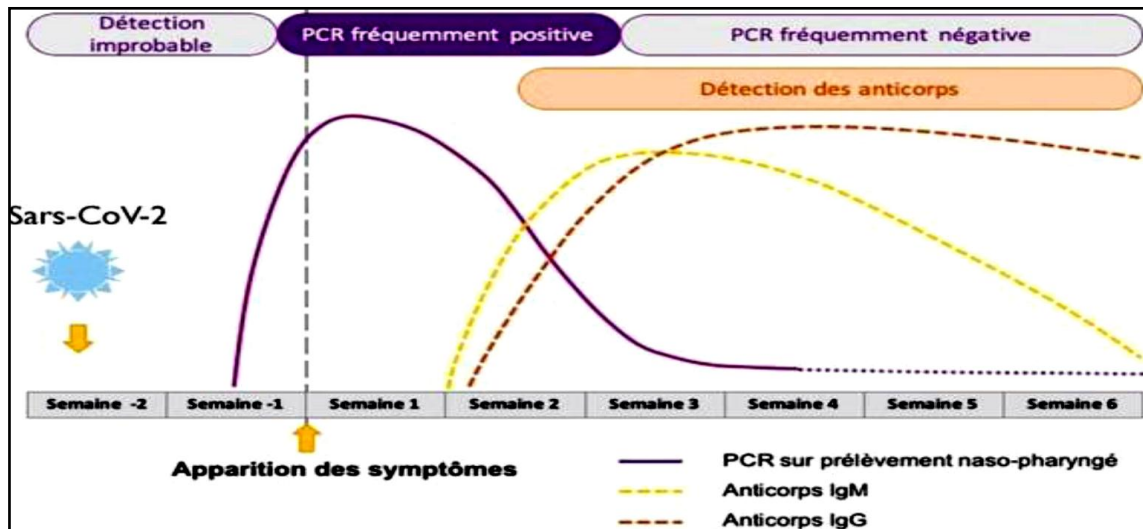 Détection
improbable
PCR fréquemment positive
PCR fréquemment négative
Détection des anticorps
Sars-CoV-2
Semaine -2
Semaine -1
Semaine 1
Semaine 2
Semaine 3
Semaine 4
Semaine 5
Semaine 6
Apparition des symptômes
PCR sur prélèvement naso-pharyngé
Anticorps IgM
Anticorps IgG